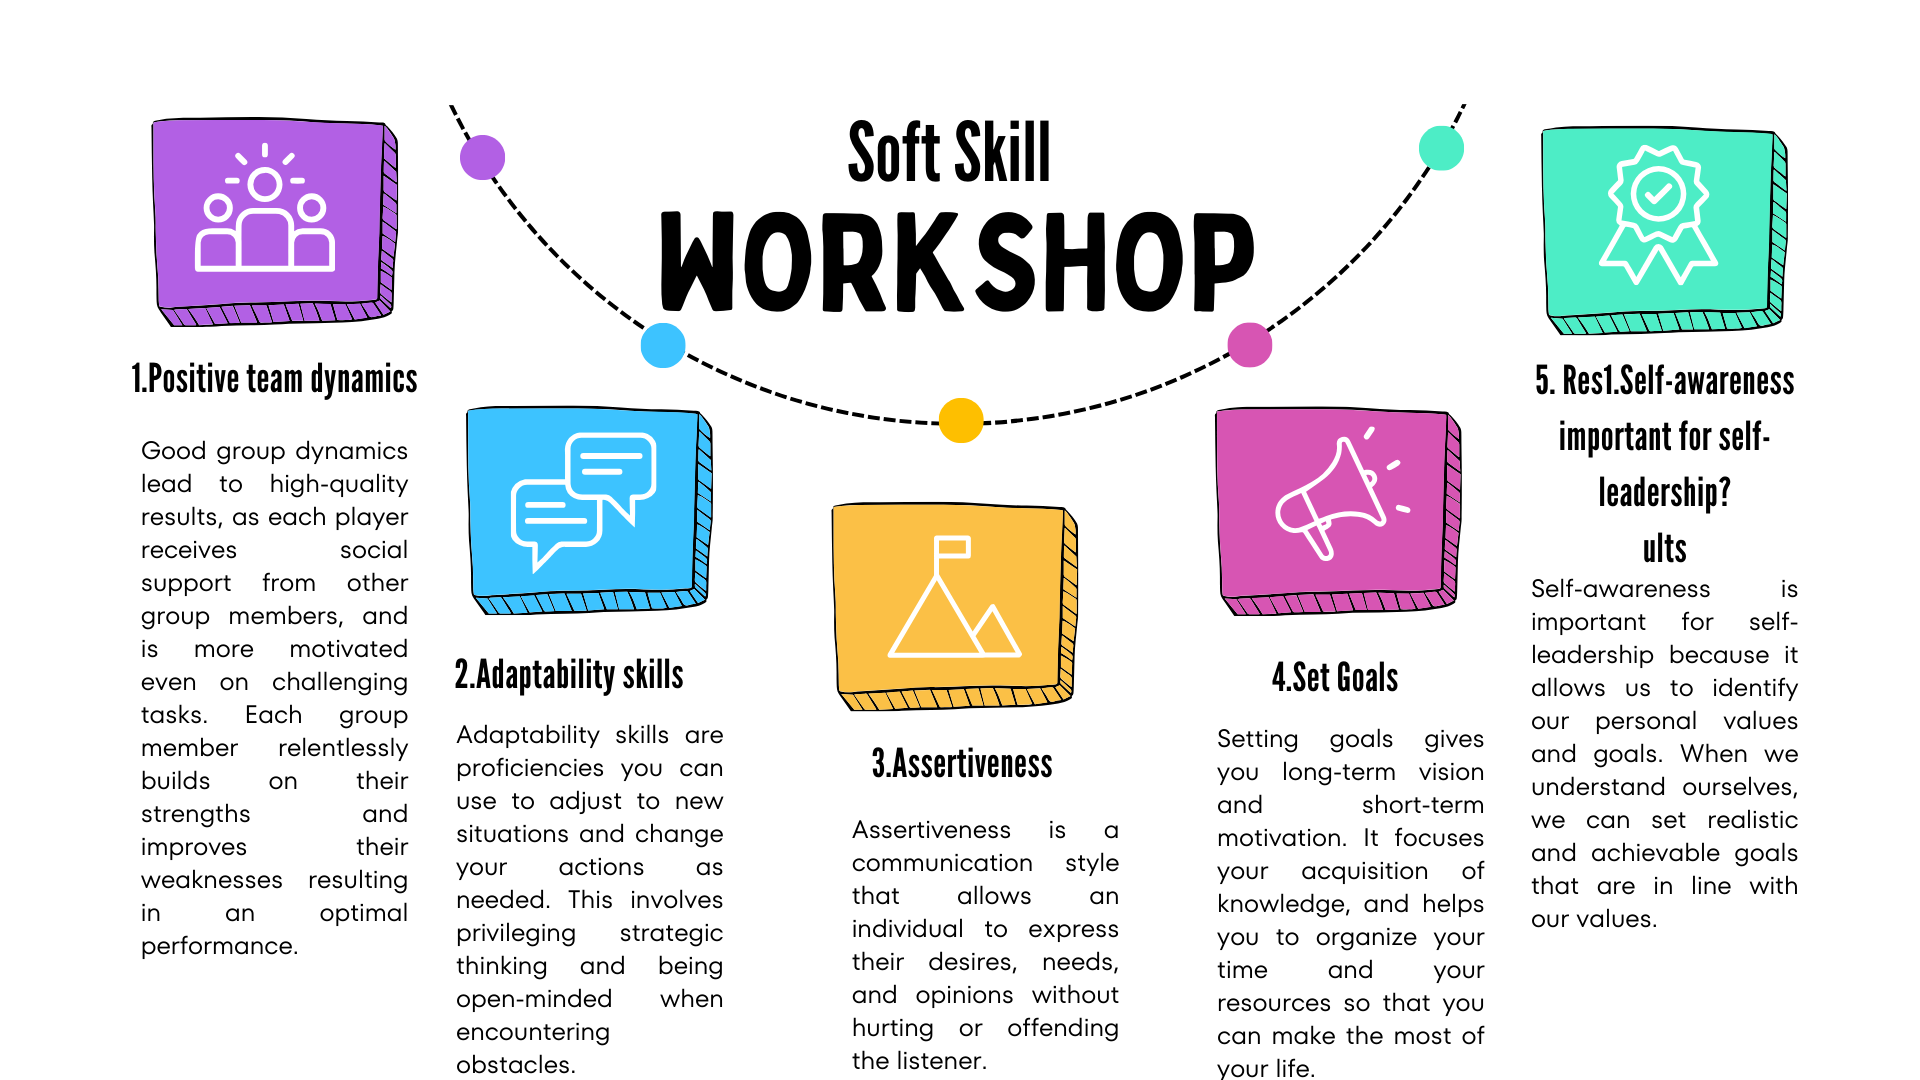 Soft Skill
WORKSHOP
1.Positive team dynamics
Good group dynamics
lead to high-quality
results, as each player
receives social
support from other
group members, and
is more motivated
even on challenging
tasks. Each group
member relentlessly
builds on their
strengths and
improves their
weaknesses resulting
in an optimal
performance.
2.Adaptability skills
Adaptability skills are
proficiencies you can
use to adjust to new
situations and change
your actions as
needed. This involves
privileging strategic
thinking and being
open-minded when
encountering
obstacles.
3.Assertiveness
Assertiveness is a
communication style
that allows an
individual to express
their desires, needs,
and opinions without
hurting or offending
the listener.
4.Set Goals
Setting goals gives
you long-term vision
and short-term
motivation. It focuses
your acquisition of
knowledge, and helps
you to organize your
time and your
resources so that you
can make the most of
your life.
5. Res1.Self-awareness
important for self-
leadership?
ults
Self-awareness is
important for self-
leadership because it
allows us to identify
our personal values
and goals. When we
understand ourselves,
we can set realistic
and achievable goals
that are in line with
our values.